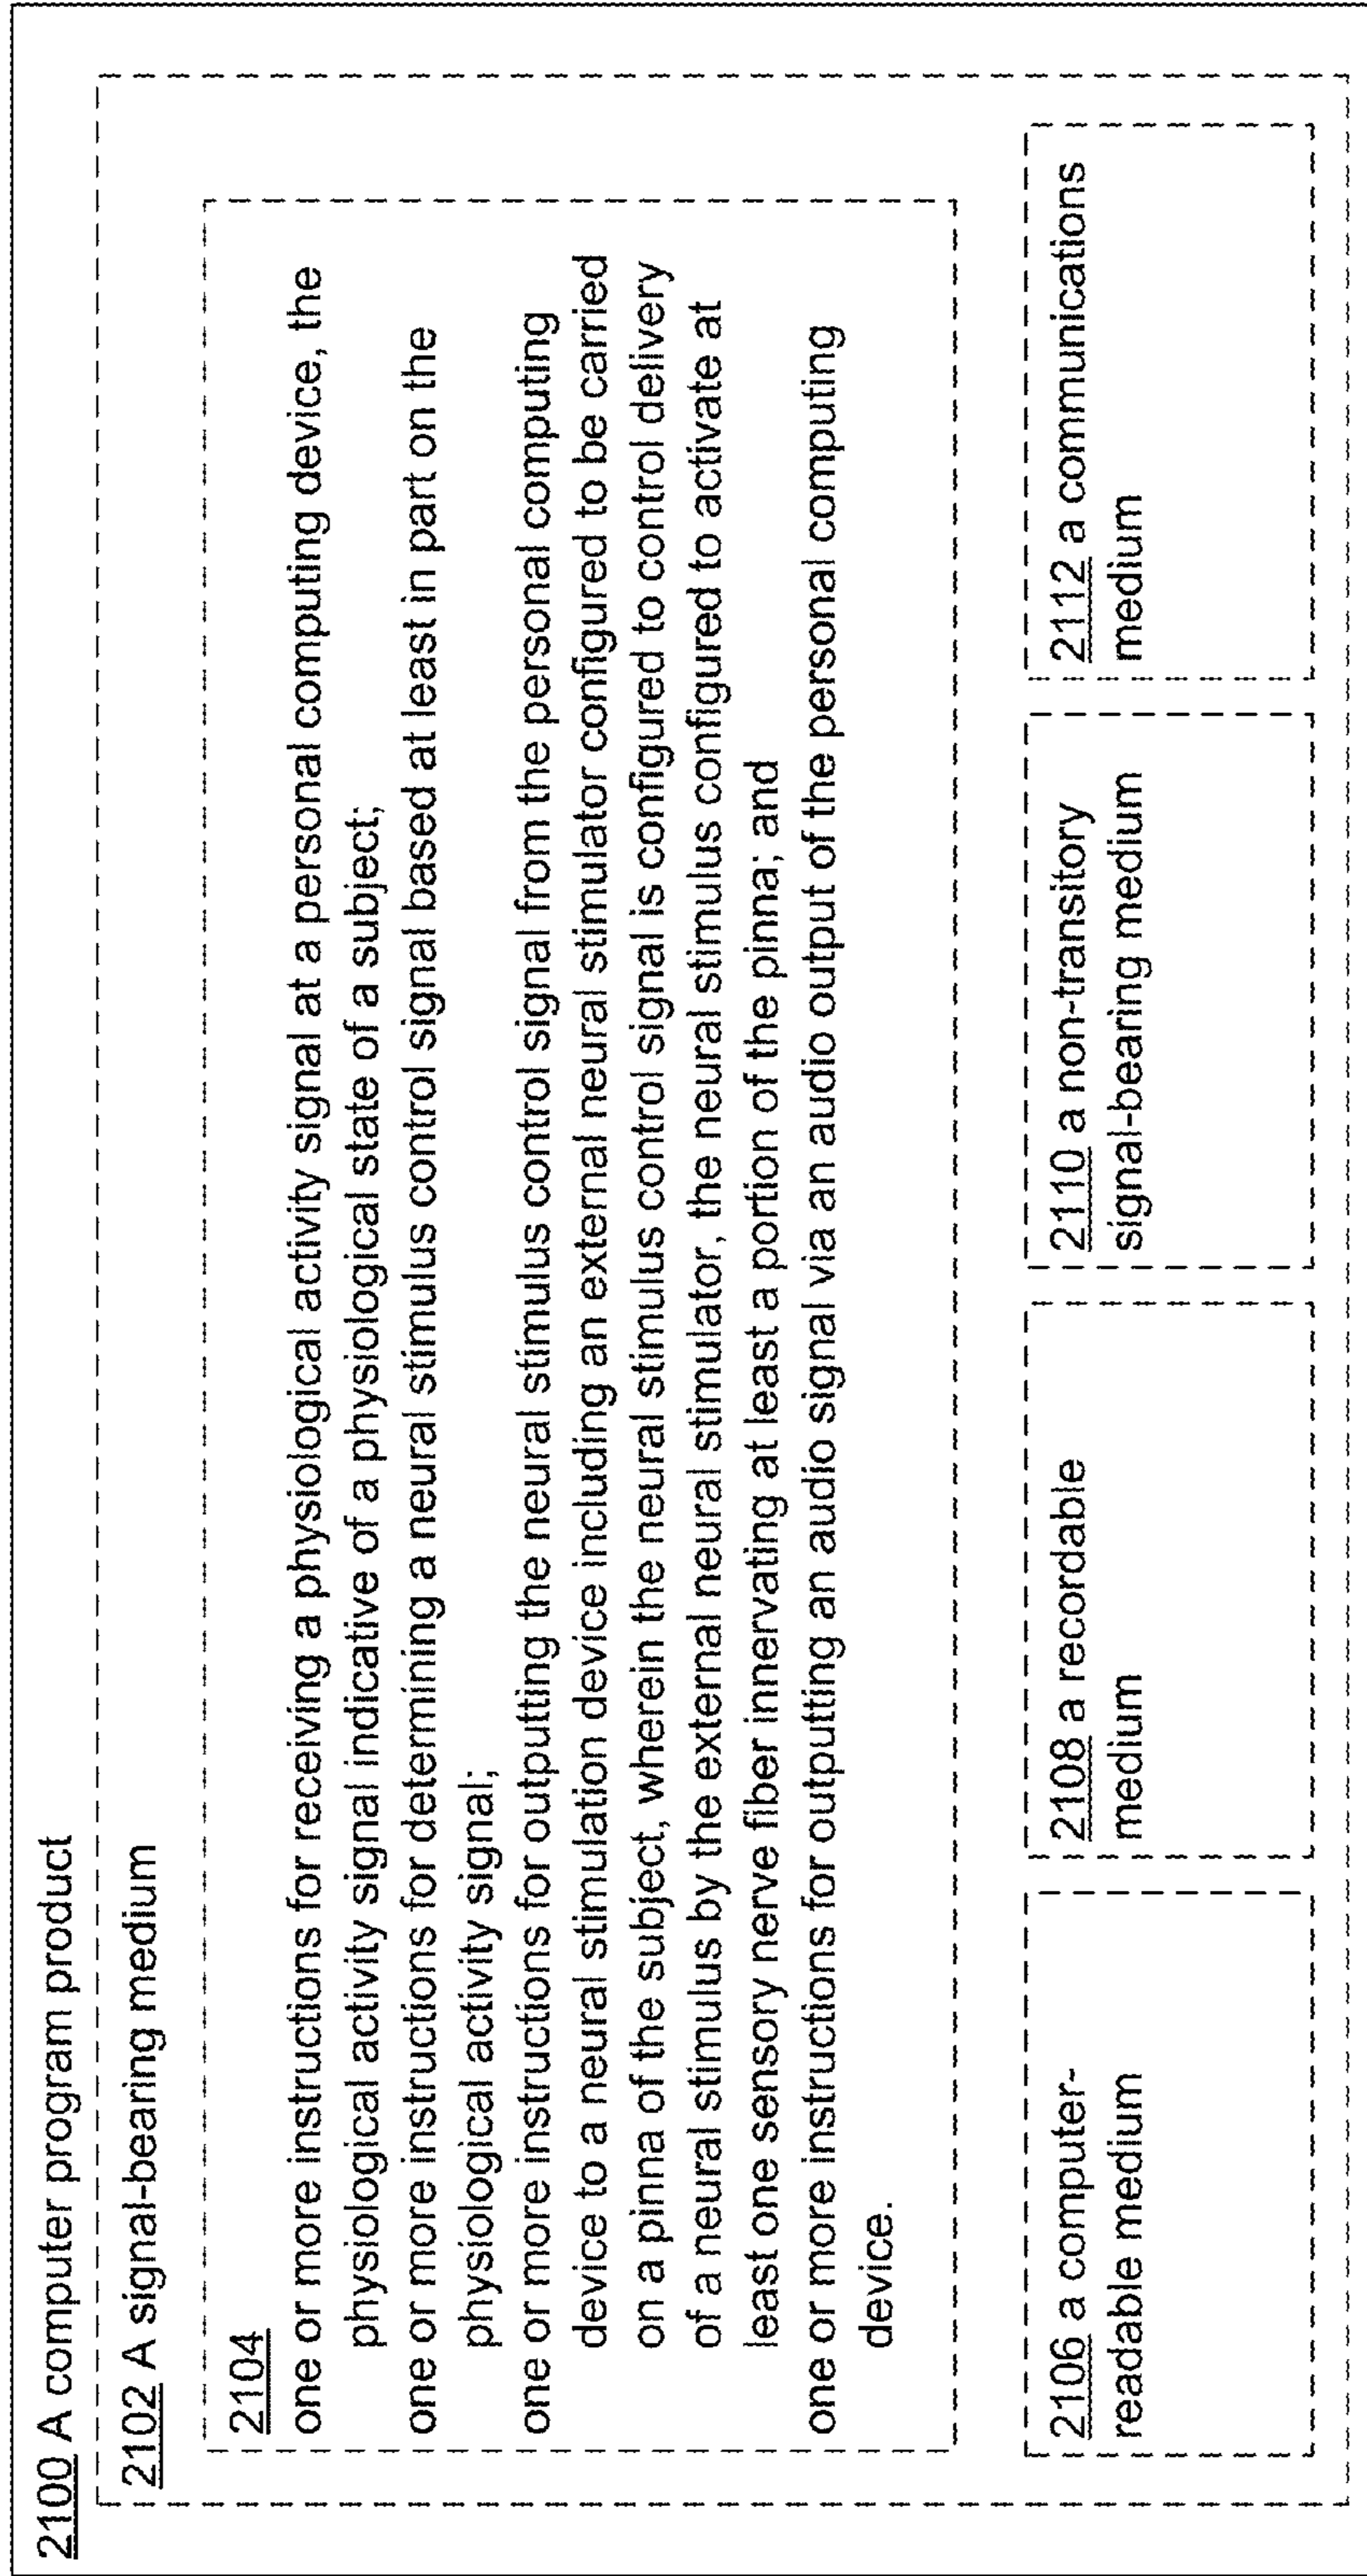 2100 A computer program product
2102 A signal-bearing medium
2104
one or more instructions for receiving a physiological activity signal at a personal computing device, the
physiological activity signal indicative of a physiological state of a subject;
one or more instructions for determining a neural stimulus control signal based at least in part on the
physiological activity signal;
one or more instructions for outputting the neural stimulus control signal from the personal computing
device to a neural stimulation device including an external neural stimulator configured to be carried
on a pinna of the subject, wherein the neural stimulus control signal is configured to control delivery
of a neural stimulus by the external neural stimulator, the neural stimulus configured to activate at
least one sensory nerve fiber innervating at least a portion of the pinna; and
one or more instructions for outputting an audio signal via an audio output of the personal computing
device.
2106 a computer-
readable medium
2108 a recordable
medium
2110 a non-transitory
signal-bearing medium
2112 a communications
medium